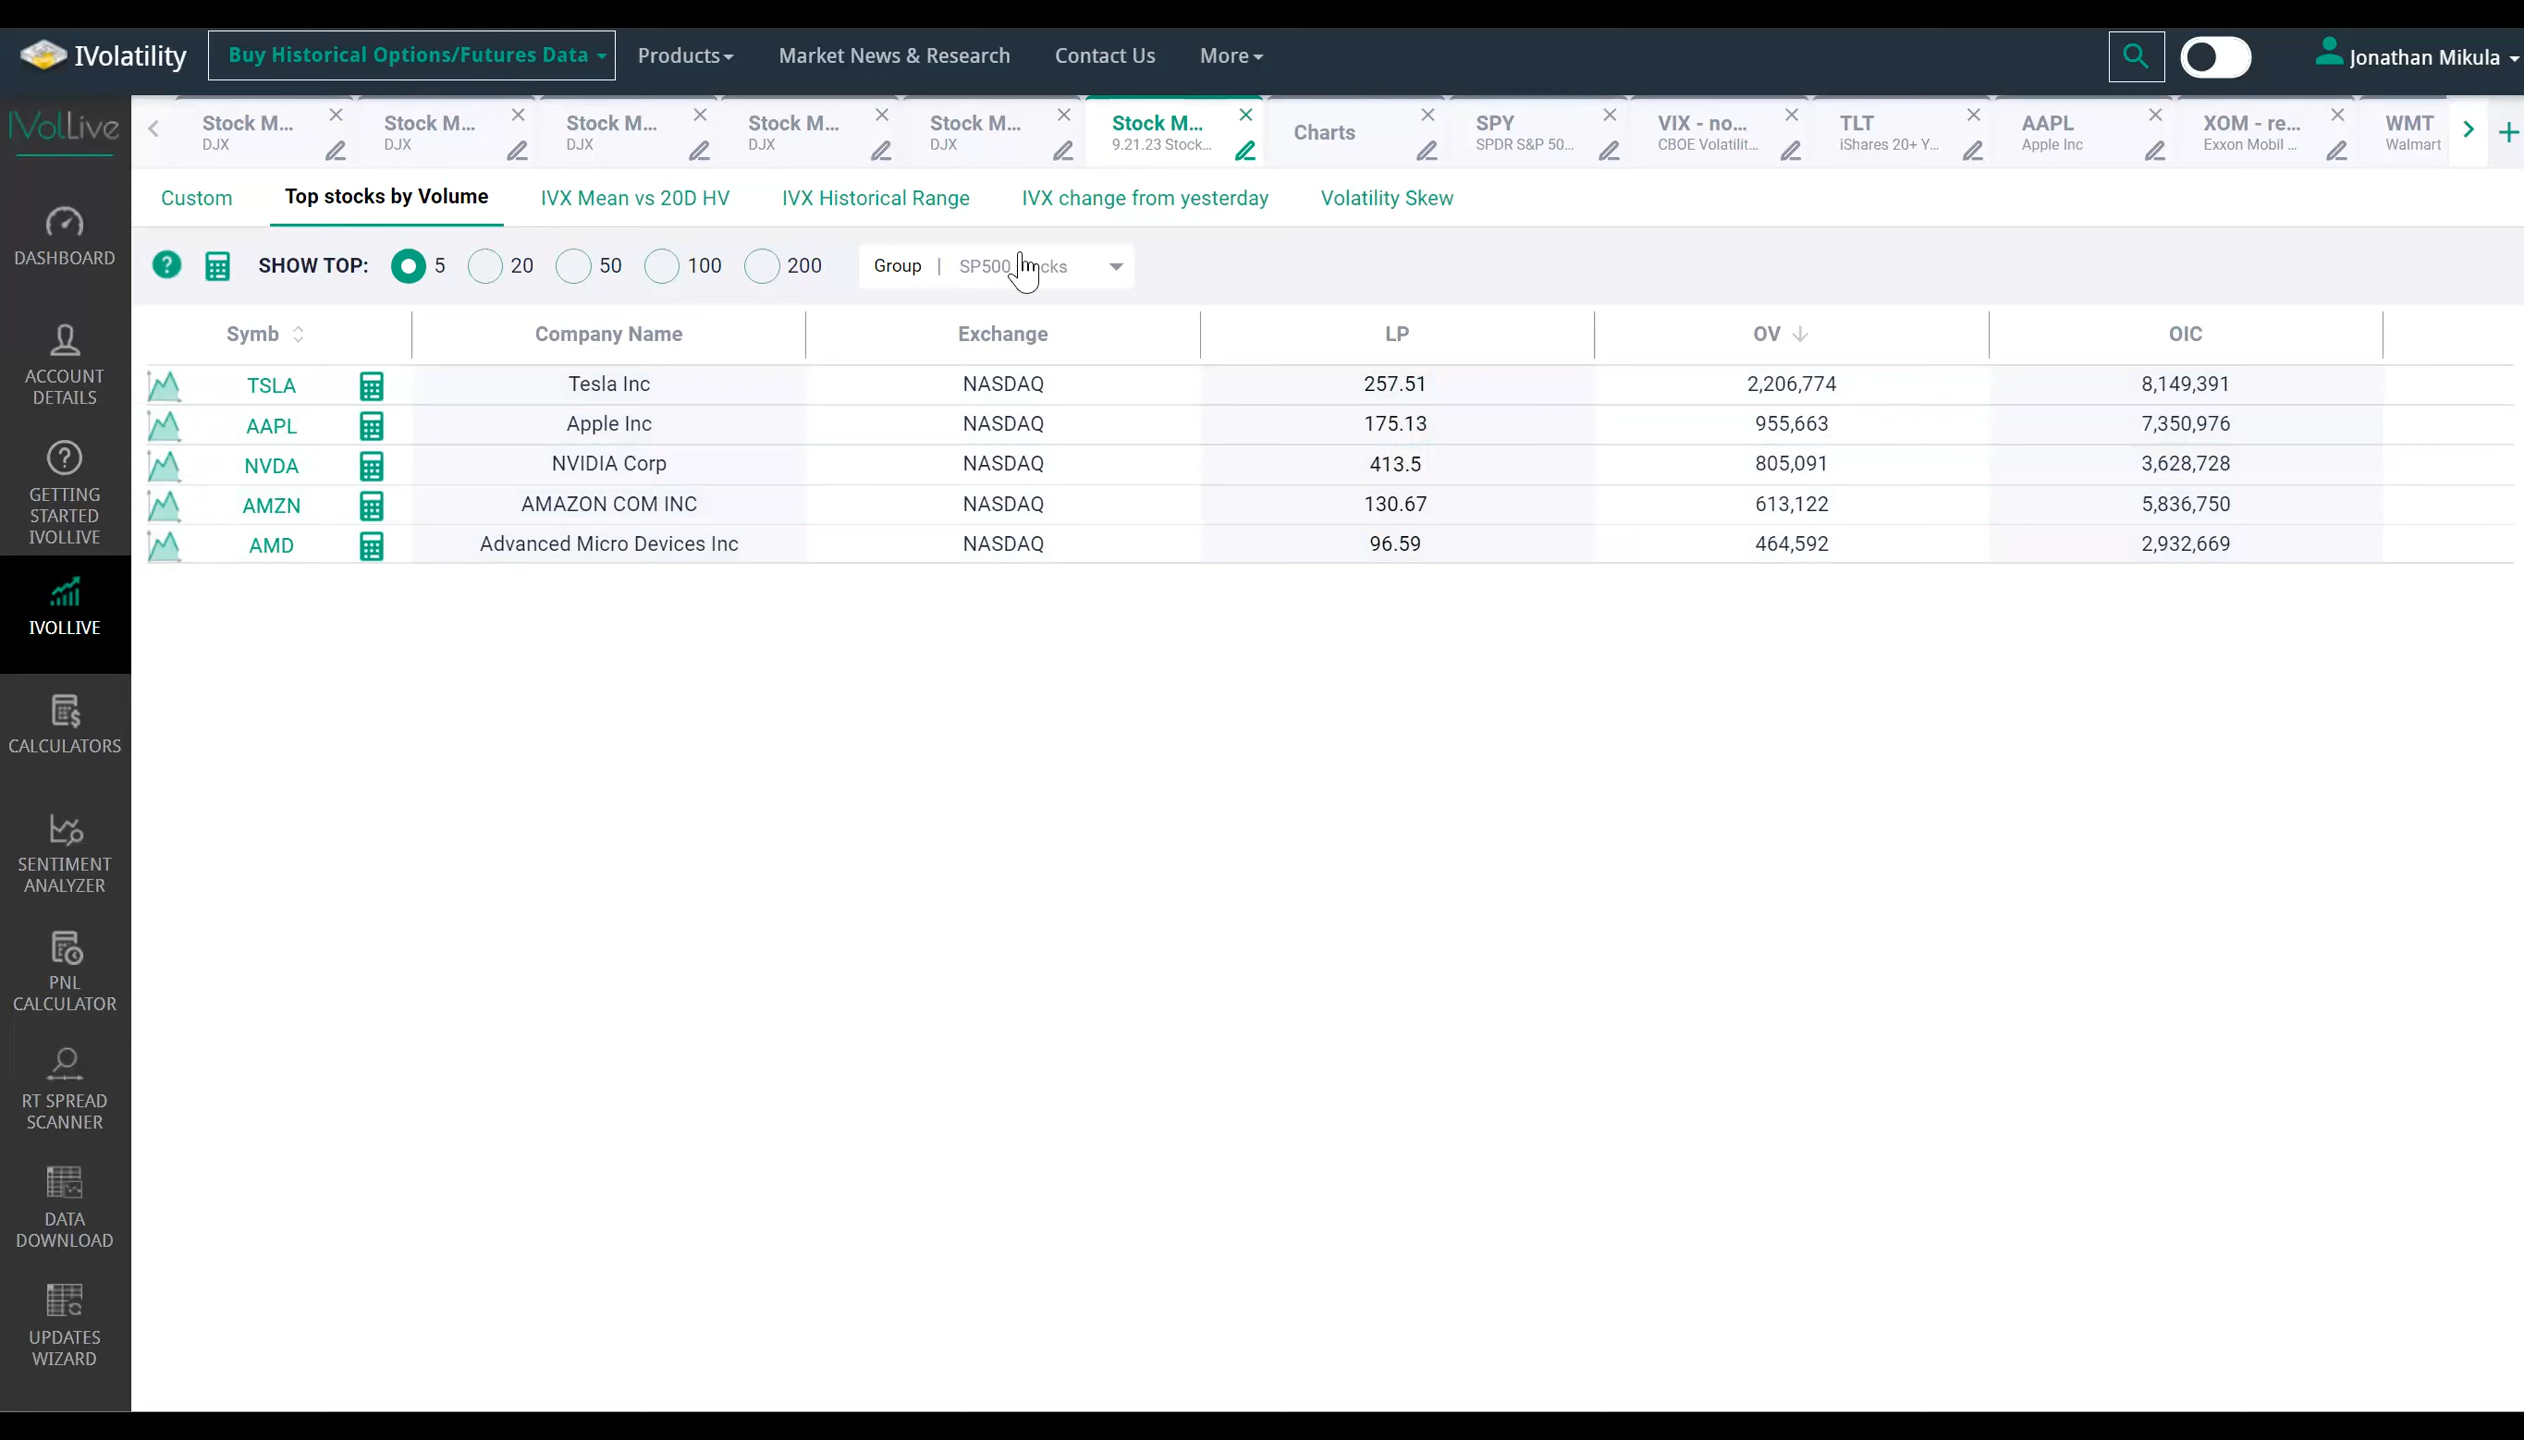 IVolatility Buy Historical Options/Futures Data Products Market News & Research Contact Us More Jonathan Mikula
IVolLive
Stock M... Stock M... Stock M... Stock M... Stock M... Stock M... Charts SPY VIX - no... TLT AAPL XOM - re... WMT
DJX DJX DJX DJX DJX 9.21.23 Stock... SPDR S&P 50... CBOE Volatilit... iShares 20+ Y... Apple Inc Exxon Mobil ... Walmart
Custom Top stocks by Volume IVX Mean vs 20D HV IVX Historical Range IVX change from yesterday Volatility Skew
? SHOW TOP: 5 20 50 100 200 Group | SP500
Symb Company Name Exchange LP OV OIC
TSLA Tesla Inc NASDAQ 257.51 2,206,774 8,149,391
AAPL Apple Inc NASDAQ 175.13 955,663 7,350,976
NVDA NVIDIA Corp NASDAQ 413.5 805,091 3,628,728
AMZN AMAZON COM INC NASDAQ 130.67 613,122 5,836,750
AMD Advanced Micro Devices Inc NASDAQ 96.59 464,592 2,932,669
DASHBOARD
ACCOUNT
DETAILS
GETTING
STARTED
IVOLLIVE
IVOLLIVE
CALCULATORS
SENTIMENT
ANALYZER
PNL
CALCULATOR
RT SPREAD
SCANNER
DATA
DOWNLOAD
UPDATES
WIZARD